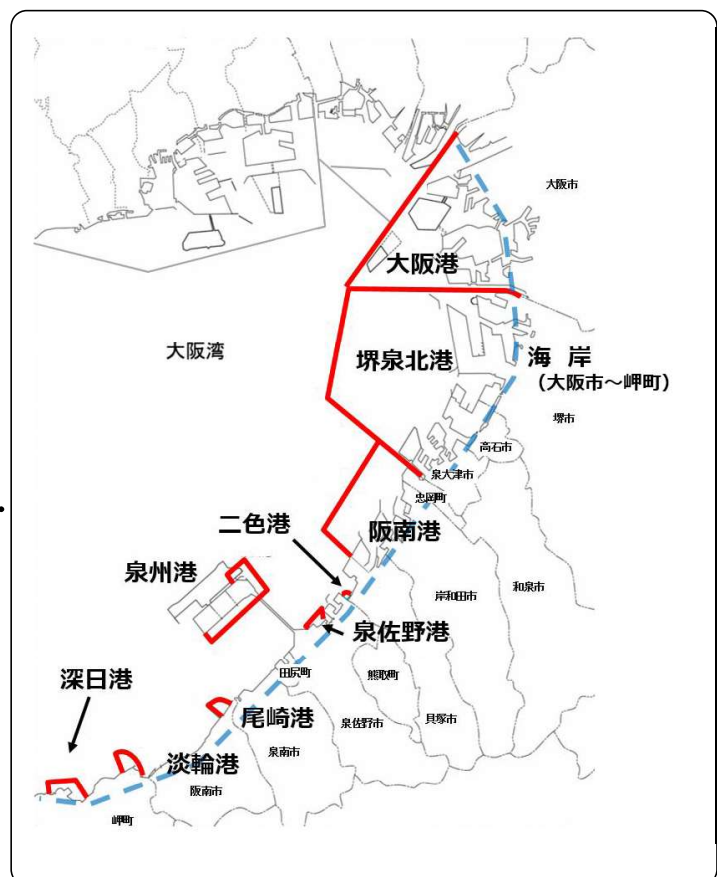 大阪市
大阪港
大阪湾
堺泉北港
海岸
（大阪市～岬町）
堺市
高石市
泉大津市
忠岡町
二色港
阪南港
泉州港
岸和田市
和泉市
泉佐野港
深日港
田尻町
熊取町
尾崎港
泉佐野市
貝塚市
泉南市
淡輪港
阪南市
岬町